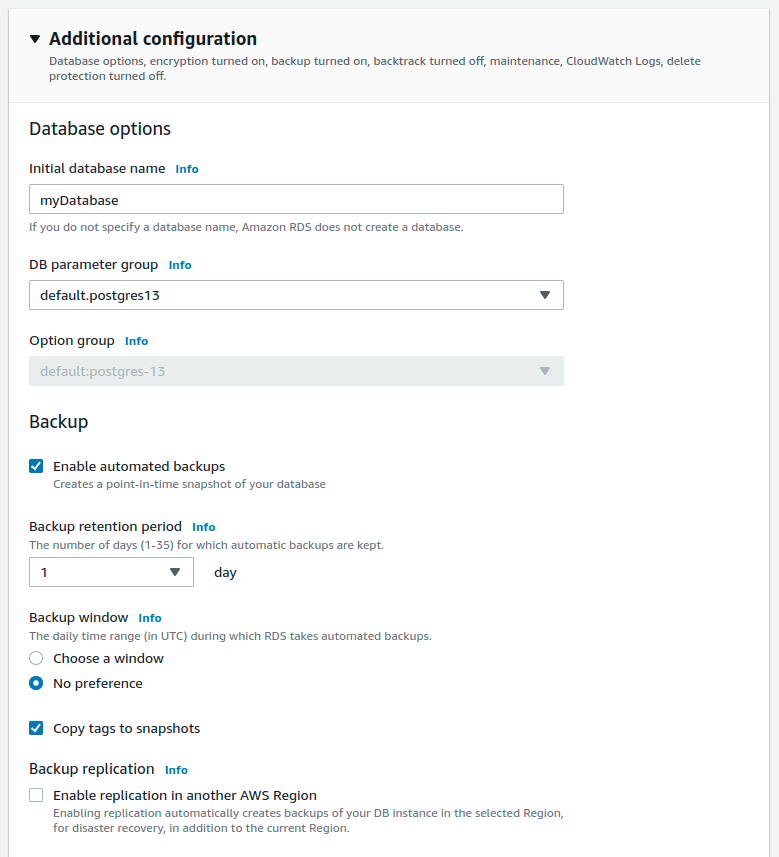 Additional configuration
Database options, encryption turned on, backup turned on, backtrack turned off, maintenance, CloudWatch Logs, delete
protection turned off.
Database options
Initial database name Info
myDatabase
If you do not specify a database name, Amazon RDS does not create a database.
DB parameter group Info
default.postgres13
Option group Info
default:postgres-13
Backup
Enable automated backups
Creates a point-in-time snapshot of your database
Backup retention period Info
The number of days (1-35) for which automatic backups are kept.
1 day
Backup window Info
The daily time range (in UTC) during which RDS takes automated backups.
Choose a window
No preference
Copy tags to snapshots
Backup replication Info
Enable replication in another AWS Region
Enabling replication automatically creates backups of your DB instance in the selected Region,
for disaster recovery, in addition to the current Region.